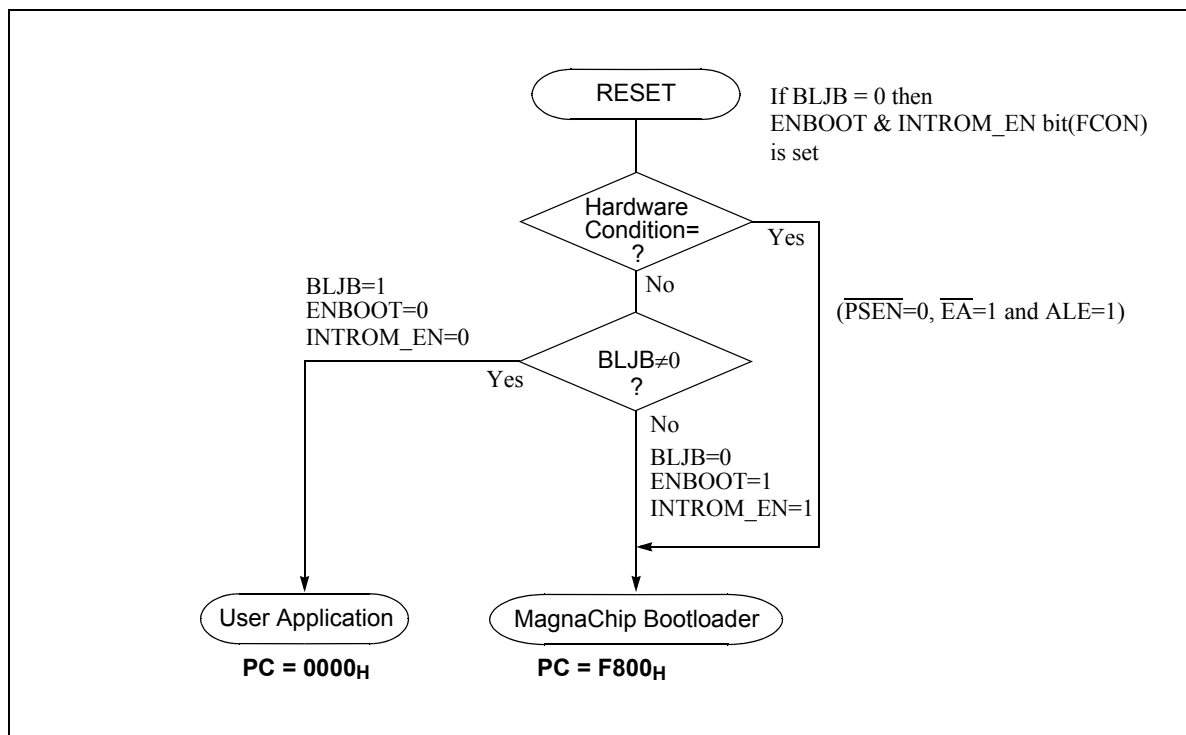 RESET
If BLJB = 0 then
ENBOOT & INTROM_EN bit(FCON)
is set
Hardware
Condition=
?
Yes
No
(P̅S̅E̅N̅=0, E̅A̅=1 and ALE=1)
BLJB=1
ENBOOT=0
INTROM_EN=0
BLJB≠0
?
Yes
No
BLJB=0
ENBOOT=1
INTROM_EN=1
User Application
MagnaChip Bootloader
PC = 0000H
PC = F800H